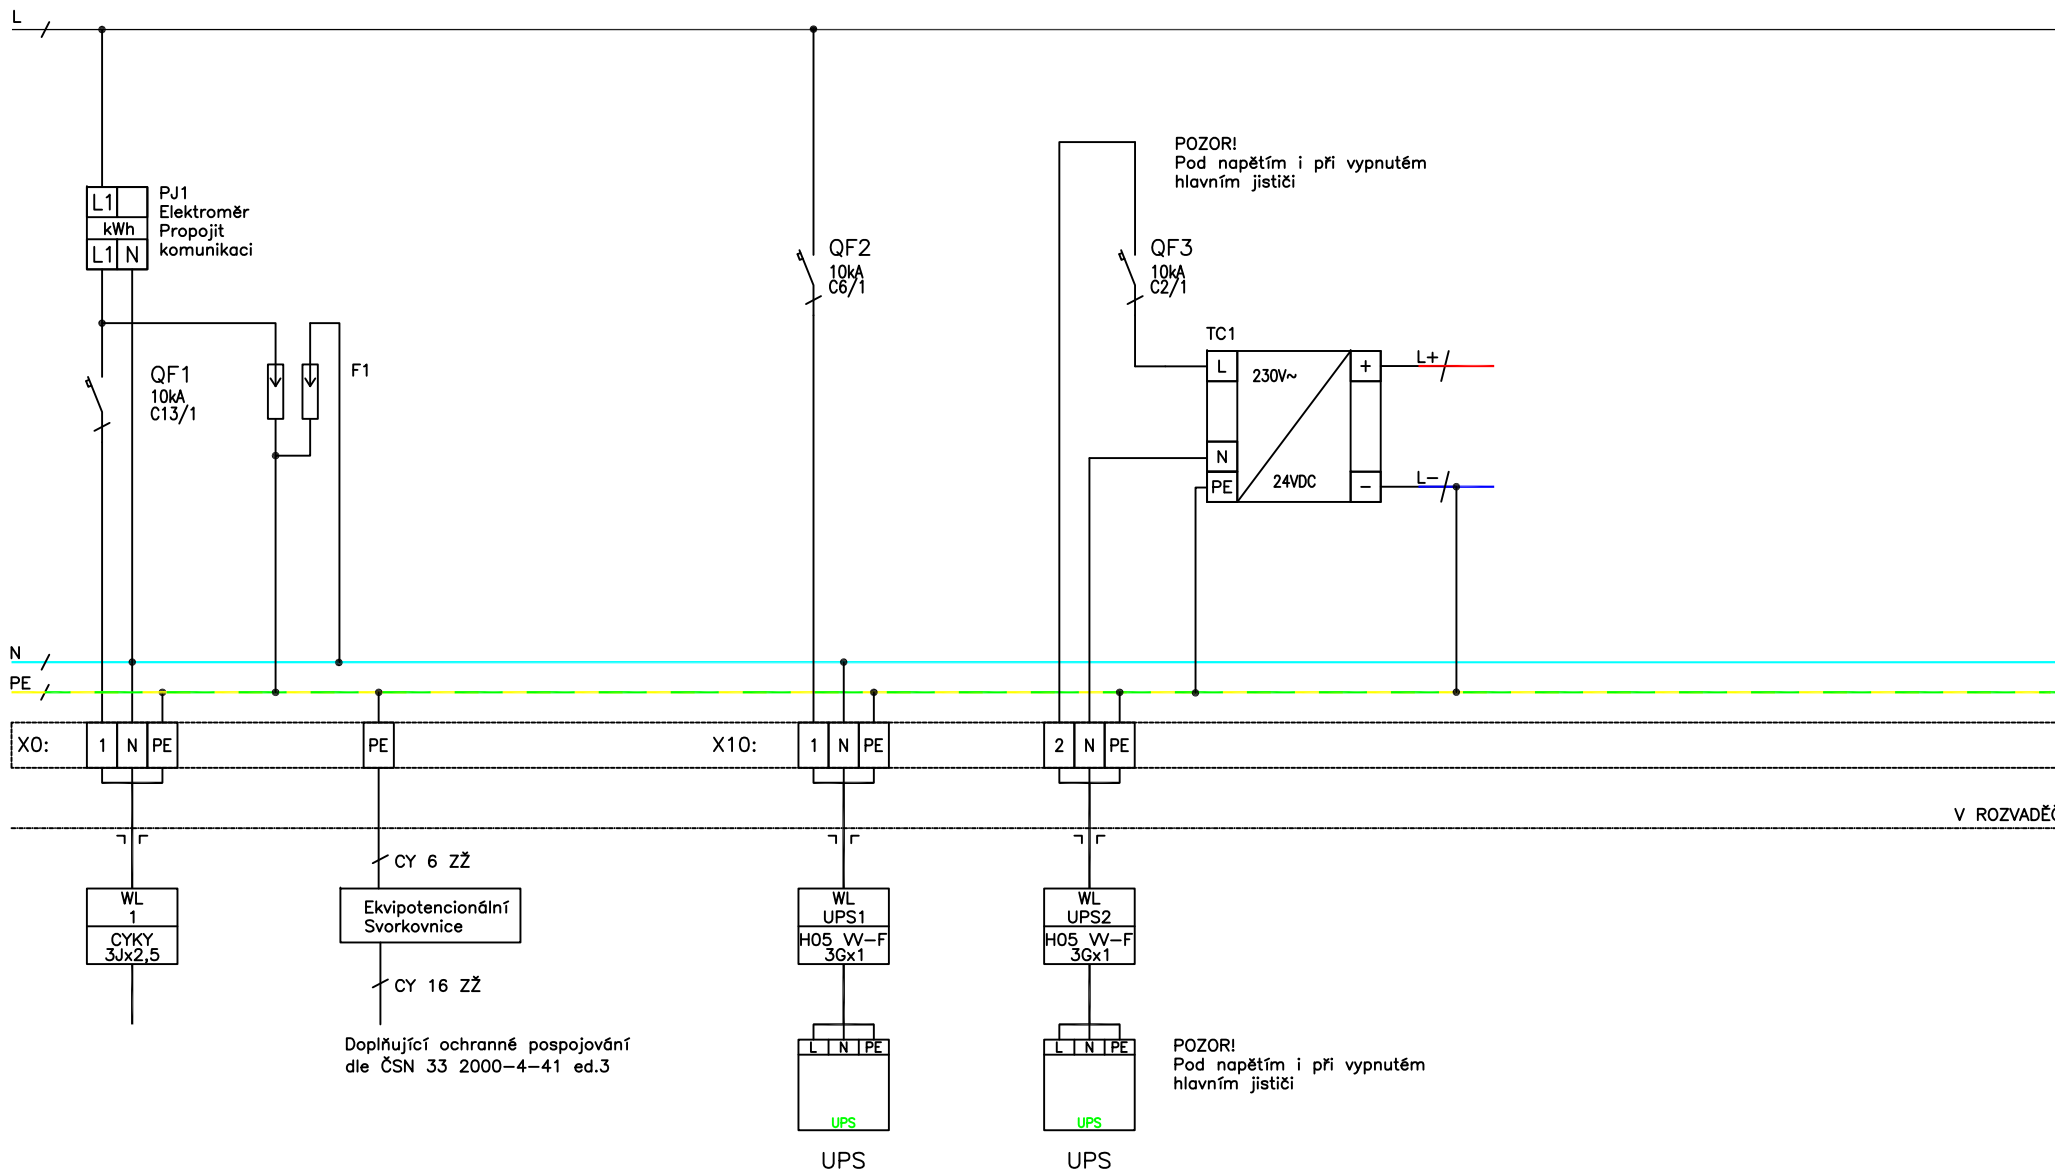 L
POZOR!
Pod napětím i při vypnutém
hlavním jističi
L1
kWh
L1 N
PJ1
Elektroměr
Propojit
komunikaci
QF2
10kA
C6/1
QF3
10kA
C2/1
TC1
L
230V~
+
L+
N
PE
24VDC
-
L-
QF1
10kA
C13/1
F1
N
PE
X0: 1 N PE PE X10: 1 N PE 2 N PE
V ROZVADĚČ
CY 6 ZŽ
WL
1
CYKY
3Jx2,5
Ekvipotencionální
Svorkovnice
CY 16 ZŽ
Doplňující ochranné pospojování
dle ČSN 33 2000-4-41 ed.3
WL
UPS1
H05 VV-F
3Gx1
L N PE
UPS
UPS
WL
UPS2
H05 VV-F
3Gx1
L N PE
UPS
UPS
POZOR!
Pod napětím i při vypnutém
hlavním jističi